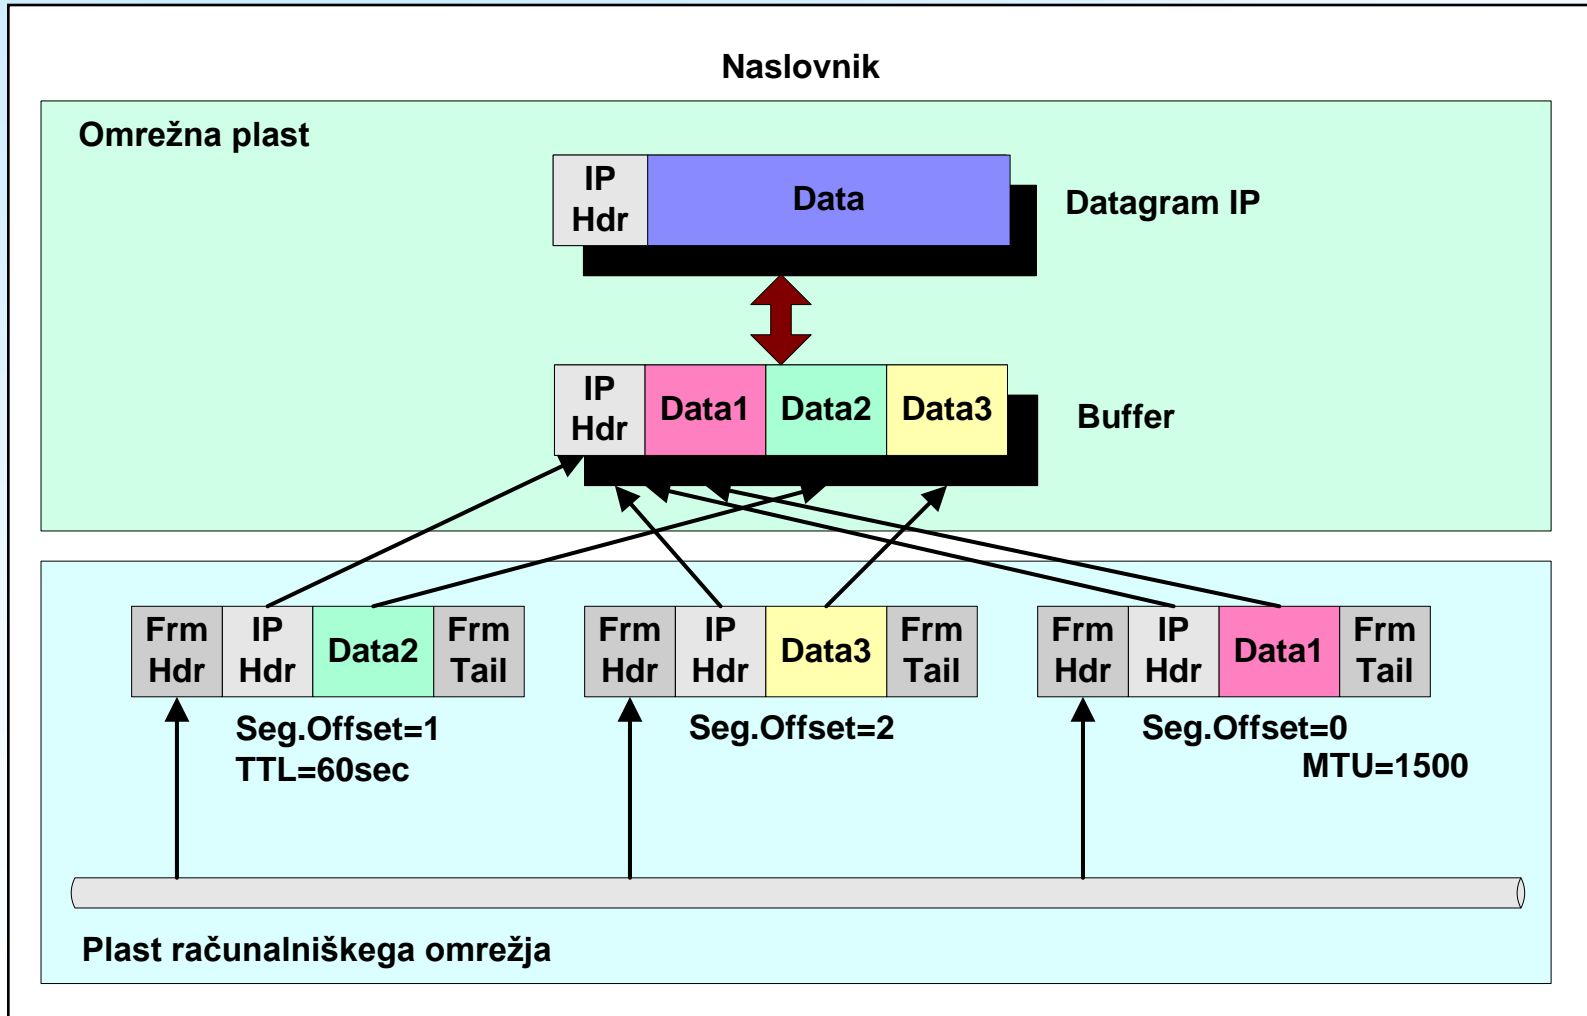 Naslovnik
Omrežna plast
IP
Hdr
Data
Datagram IP
IP
Hdr
Data1
Data2
Data3
Buffer
Frm
Hdr
IP
Hdr
Data2
Frm
Tail
Seg.Offset=1
TTL=60sec
Frm
Hdr
IP
Hdr
Data3
Frm
Tail
Seg.Offset=2
Frm
Hdr
IP
Hdr
Data1
Frm
Tail
Seg.Offset=0
MTU=1500
Plast računalniškega omrežja